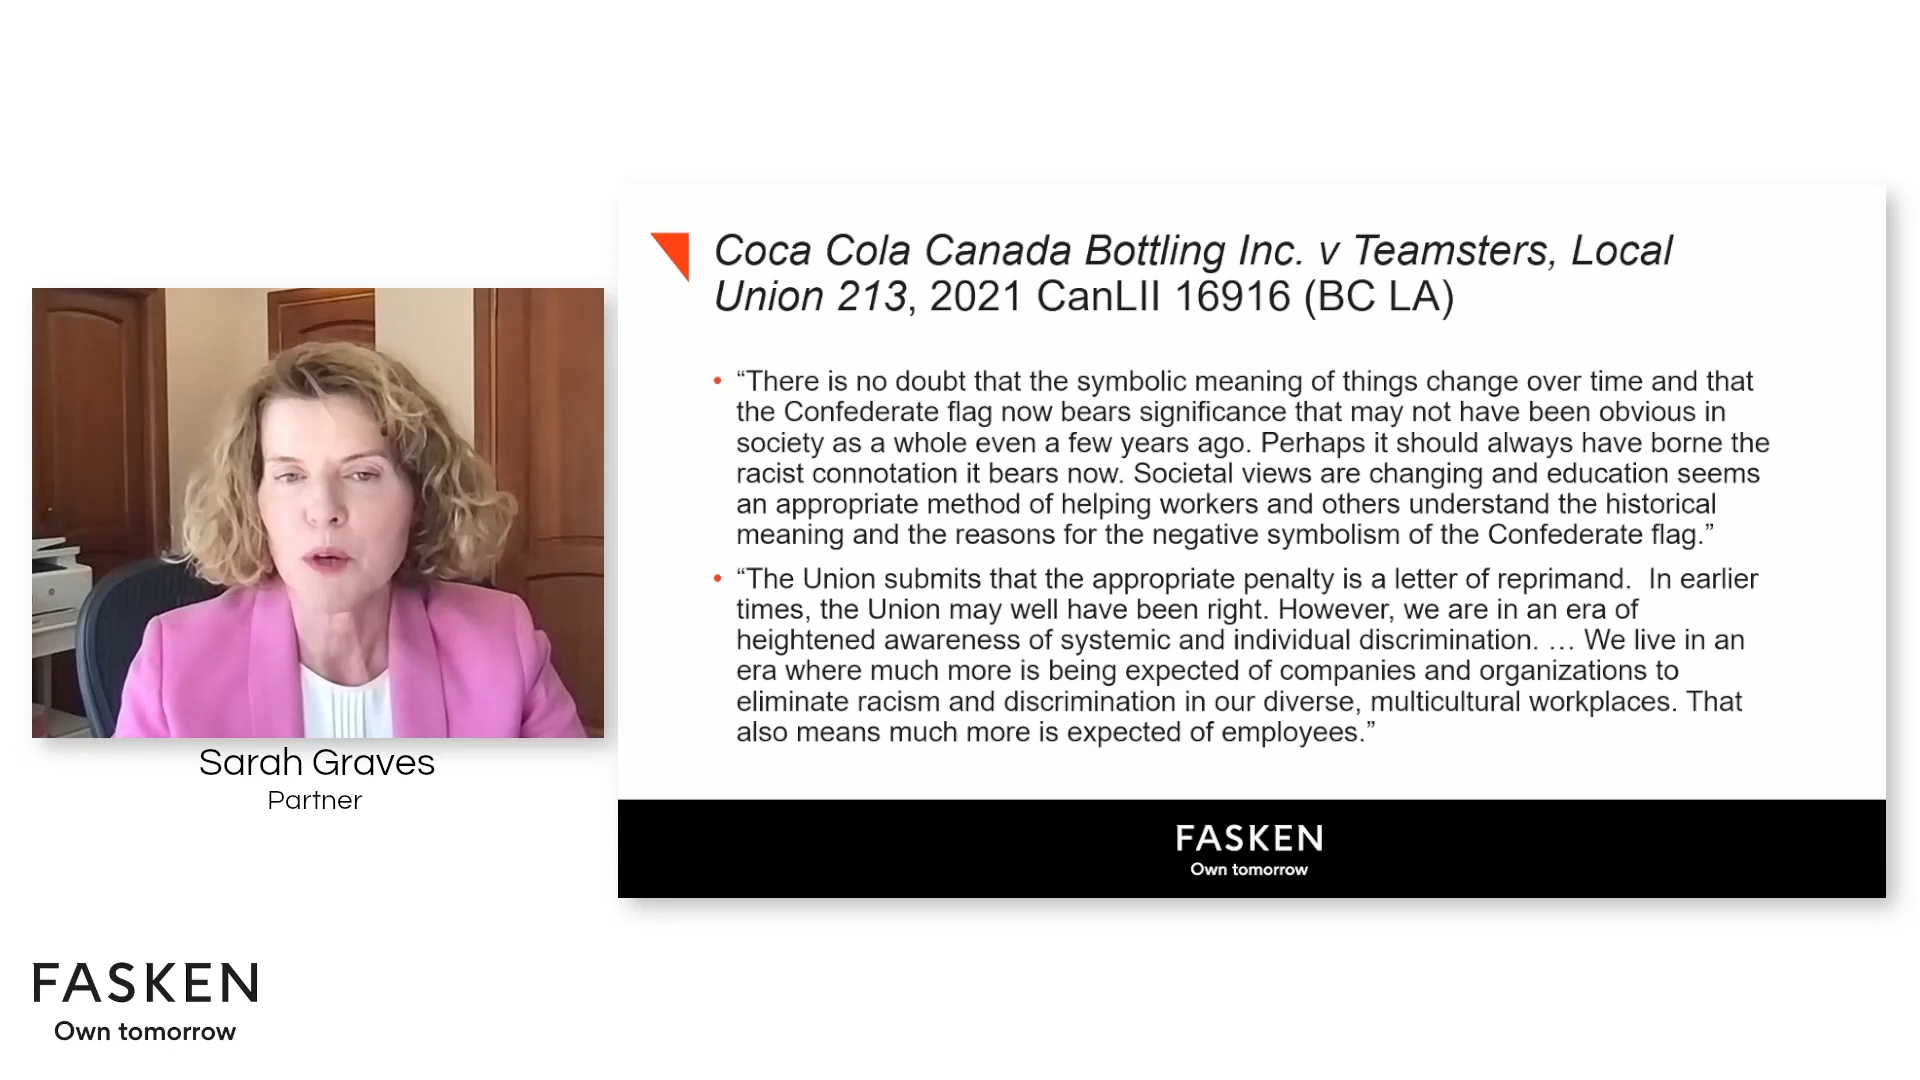 Coca Cola Canada Bottling Inc. v Teamsters, Local
Union 213, 2021 CanLII 16916 (BC LA)
• “There is no doubt that the symbolic meaning of things change over time and that
the Confederate flag now bears significance that may not have been obvious in
society as a whole even a few years ago. Perhaps it should always have borne the
racist connotation it bears now. Societal views are changing and education seems
an appropriate method of helping workers and others understand the historical
meaning and the reasons for the negative symbolism of the Confederate flag.”
• “The Union submits that the appropriate penalty is a letter of reprimand.  In earlier
times, the Union may well have been right. However, we are in an era of
heightened awareness of systemic and individual discrimination. … We live in an
era where much more is being expected of companies and organizations to
eliminate racism and discrimination in our diverse, multicultural workplaces. That
also means much more is expected of employees.”
FASKEN
Own tomorrow
Sarah Graves
Partner
FASKEN
Own tomorrow